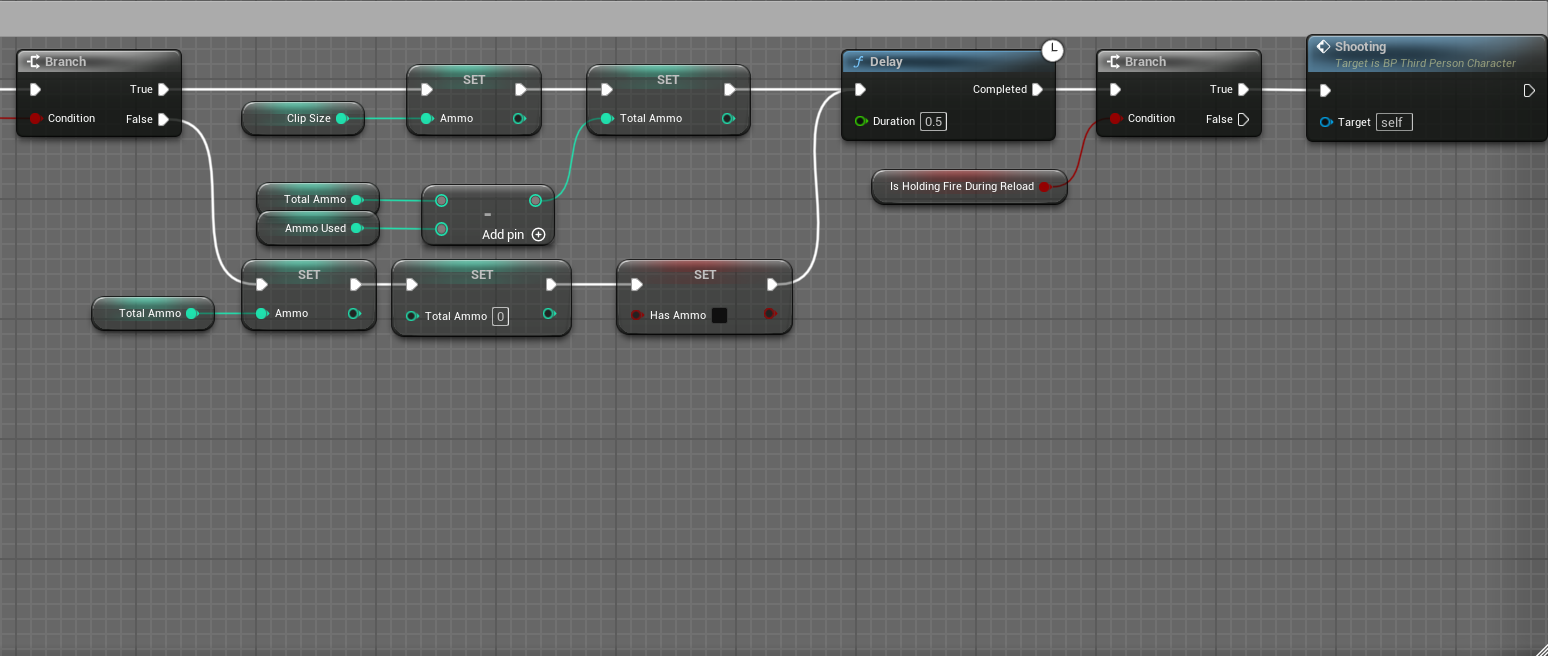 Branch
True
Condition
False
SET
Clip Size
Ammo
SET
Total Ammo
Total Ammo
Ammo Used
-
Add pin
Total Ammo
SET
Ammo
SET
Total Ammo 0
SET
Has Ammo
f Delay
Completed
Duration 0.5
Is Holding Fire During Reload
Branch
True
Condition
False
Shooting
Target is BP Third Person Character
Target self